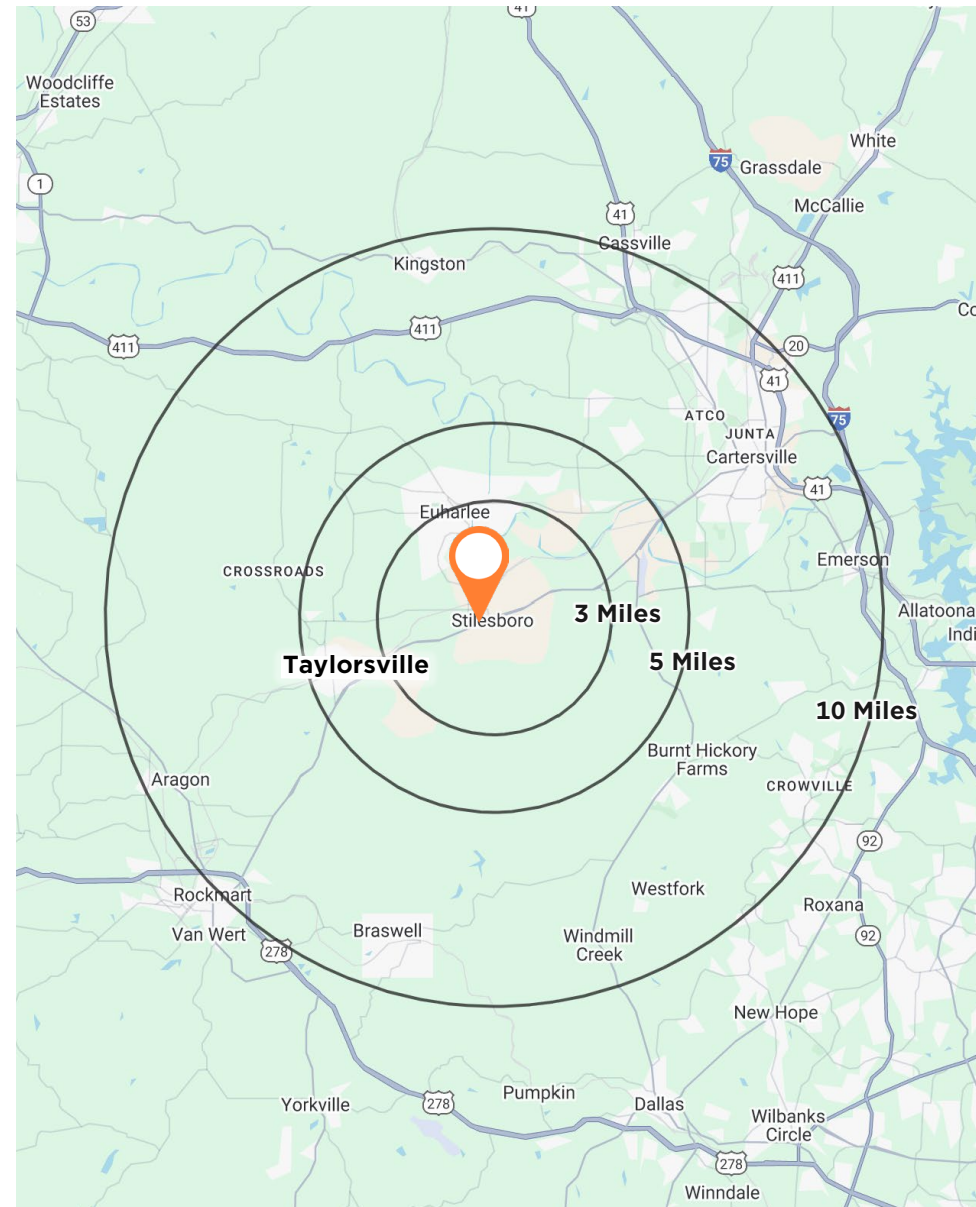 41
53
Woodcliffe
Estates
White
75
Grassdale
1
McCallie
41
Cassville
Kingston
411
411
411
20
41
ATCO
75
JUNTA
Cartersville
41
Euharlee
Emerson
CROSSROADS
Stilesboro
3 Miles
Allatoona
Taylorsville
5 Miles
10 Miles
Burnt Hickory
Farms
Aragon
CROWVILLE
92
Rockmart
Westfork
Roxana
Van Wert
Braswell
Windmill
Creek
92
278
New Hope
Pumpkin
Yorkville
278
Dallas
Wilbanks
Circle
278
Winndale